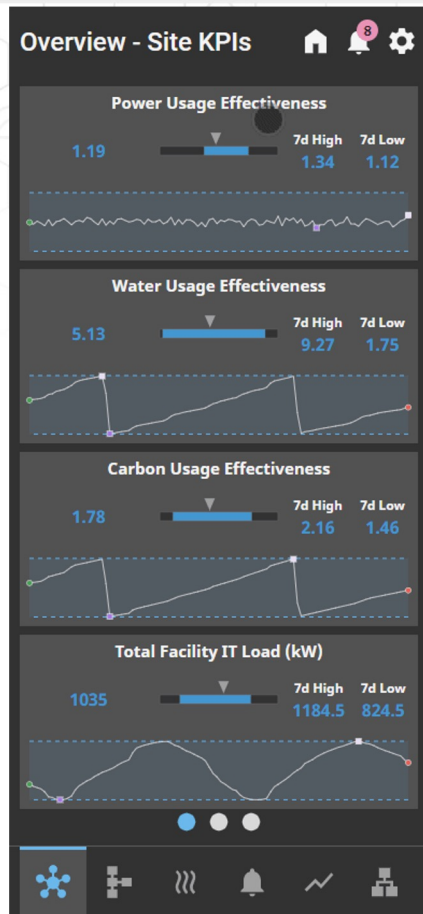 Overview - Site KPIs
8
Power Usage Effectiveness
1.19
7d High 7d Low
1.34 1.12
Water Usage Effectiveness
5.13
7d High 7d Low
9.27 1.75
Carbon Usage Effectiveness
1.78
7d High 7d Low
2.16 1.46
Total Facility IT Load (kW)
1035
7d High 7d Low
1184.5 824.5